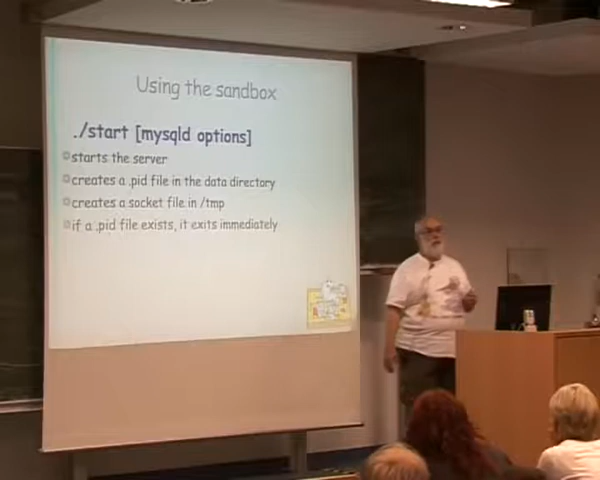 Using the sandbox
./start [mysqld options]
starts the server
creates a .pid file in the data directory
creates a socket file in /tmp
if a .pid file exists, it exits immediately